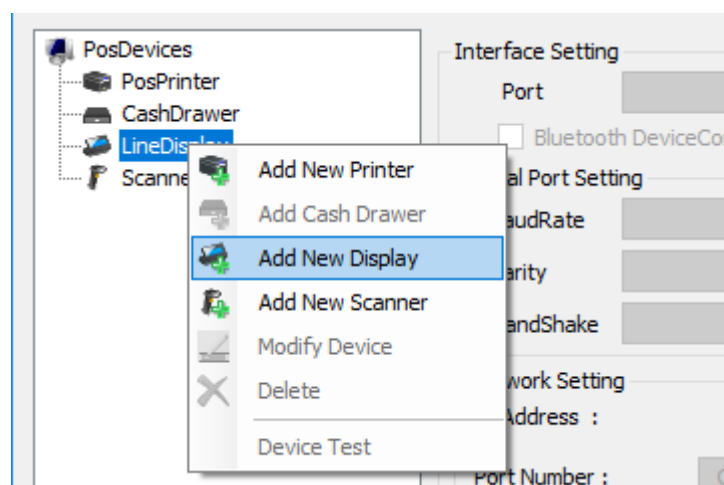 PosDevices
PosPrinter
CashDrawer
Scanne
Add New Printer
Add Cash Drawer
Add New Display
Add New Scanner
Modify Device
Delete
Device Test
Interface Setting
Port
Bluetooth DeviceCo
al Port Setting
audRate
arity
andShake
work Setting
Address :
Port Number :